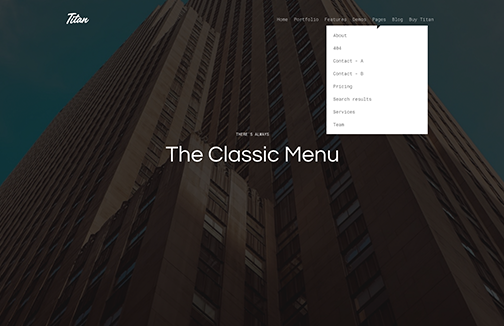 Titan
Home Portfolio Features Demos Pages Blog Buy Titan
About
404
Contact – A
Contact – B
Pricing
Search results
Services
Team
THERE'S ALWAYS
The Classic Menu